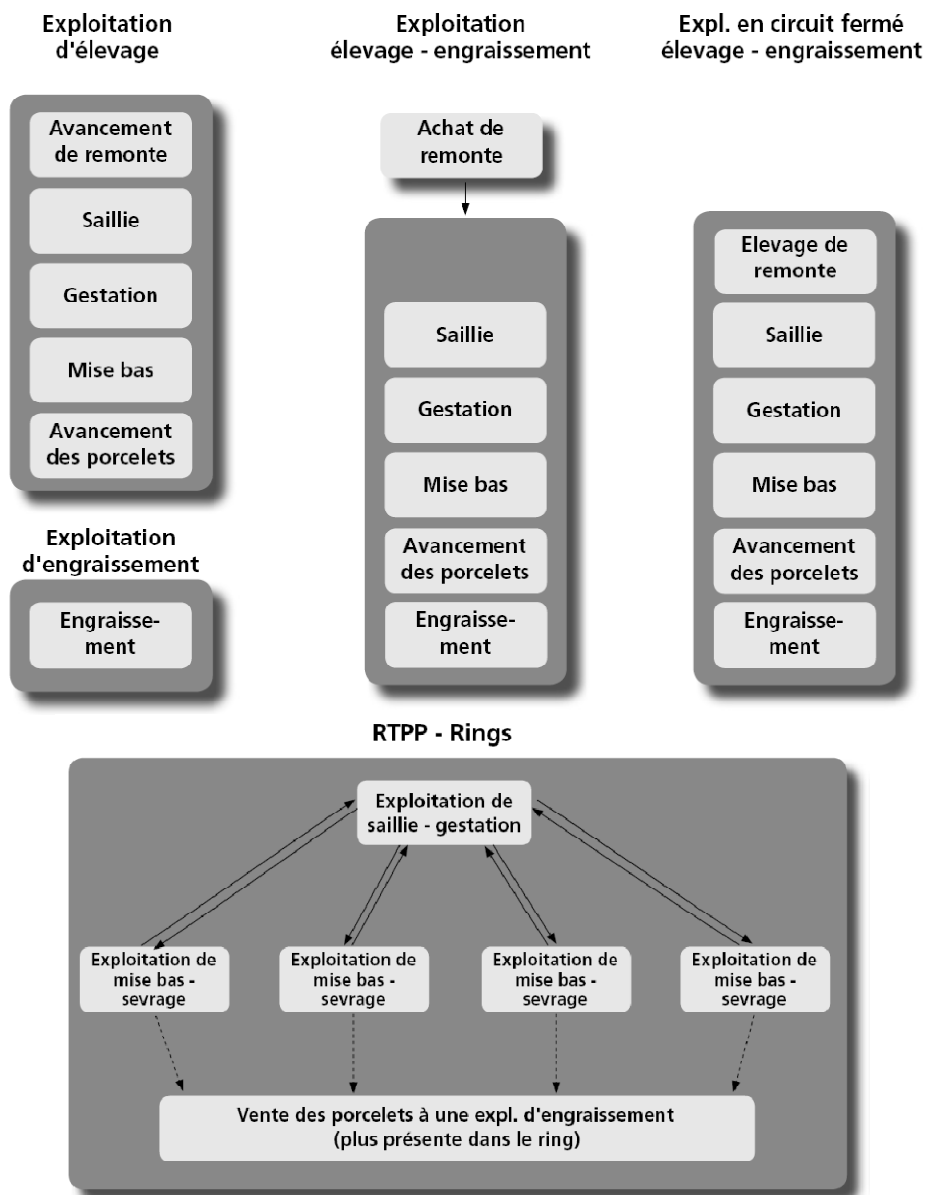 Exploitation
d'élevage
Avancement
de remonte
Saillie
Gestation
Mise bas
Avancement
des porcelets
Exploitation
d'engraissement
Engraisse-
ment
Exploitation
élevage - engraissement
Achat de
remonte
Saillie
Gestation
Mise bas
Avancement
des porcelets
Engraisse-
ment
Expl. en circuit fermé
élevage - engraissement
Elevage de
remonte
Saillie
Gestation
Mise bas
Avancement
des porcelets
Engraisse-
ment
RTPP - Rings
Exploitation de
saillie - gestation
Exploitation de
mise bas -
sevrage
Exploitation de
mise bas -
sevrage
Exploitation de
mise bas -
sevrage
Exploitation de
mise bas -
sevrage
Vente des porcelets à une expl. d'engraissement
(plus présente dans le ring)